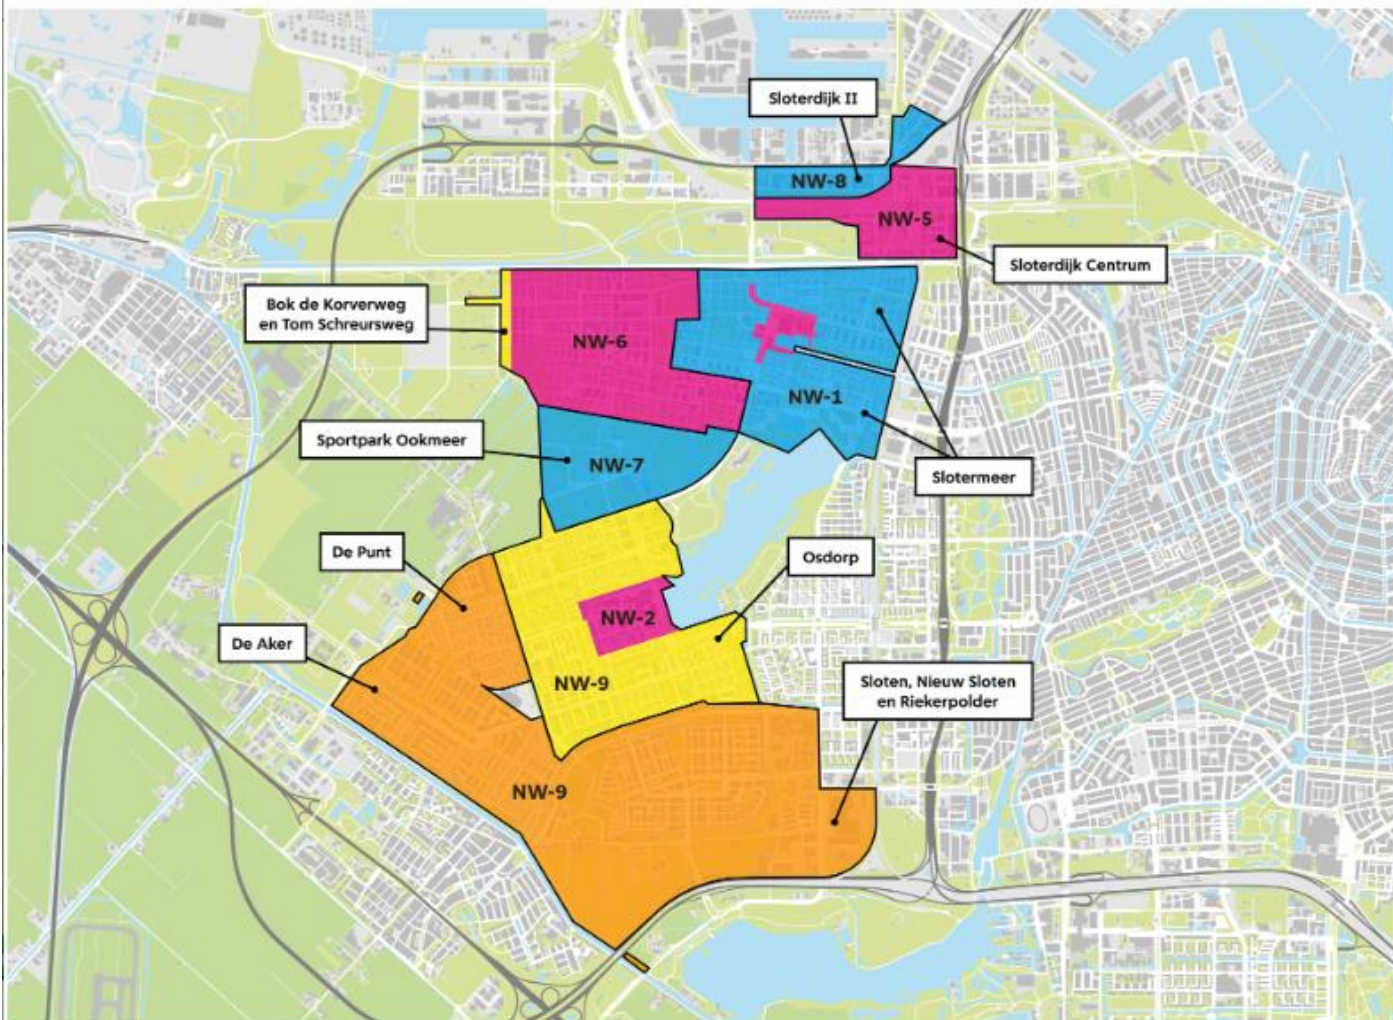 Sloterdijk II
NW-8
NW-5
Sloterdijk Centrum
Bok de Korverweg
en Tom Schreursweg
NW-6
NW-1
Sportpark Ookmeer
NW-7
Slotermeer
De Punt
Osdorp
NW-2
De Aker
NW-9
Sloten, Nieuw Sloten
en Riekerpolder
NW-9